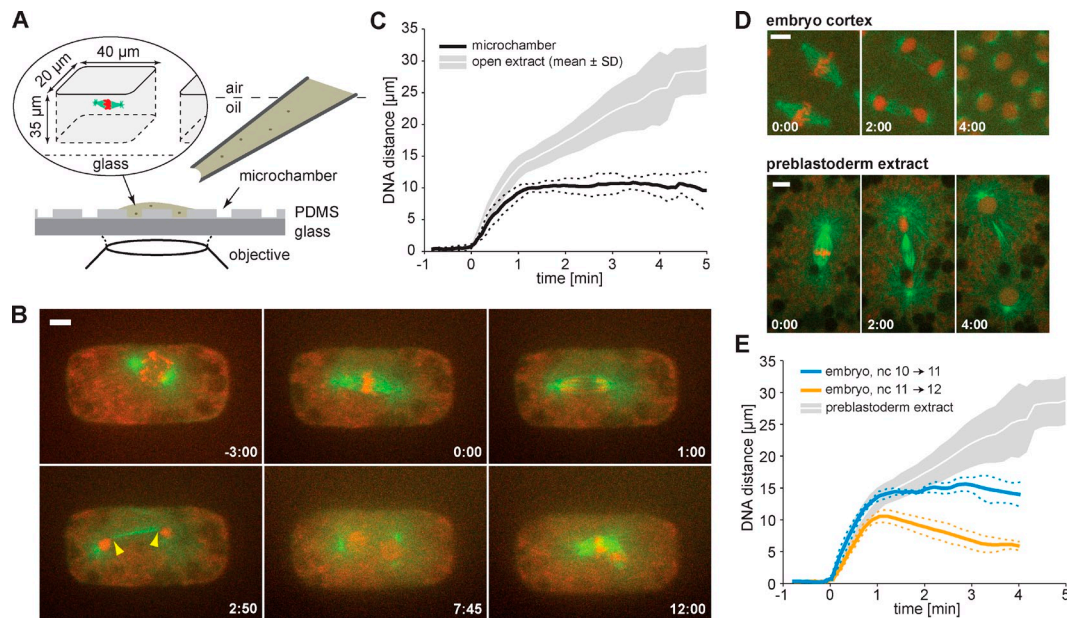 A
40 µm
20 µm
35 µm
air
oil
glass
microchamber
PDMS
glass
objective
B
-3:00
0:00
1:00
2:50
7:45
12:00
C
35
30
25
20
15
10
5
0
DNA distance [µm]
microchamber
open extract (mean ± SD)
-1
0
1
2
3
4
5
time [min]
D
embryo cortex
0:00
2:00
4:00
preblastoderm extract
0:00
2:00
4:00
E
35
30
25
20
15
10
5
0
DNA distance [µm]
embryo, nc 10 → 11
embryo, nc 11 → 12
preblastoderm extract
-1
0
1
2
3
4
5
time [min]